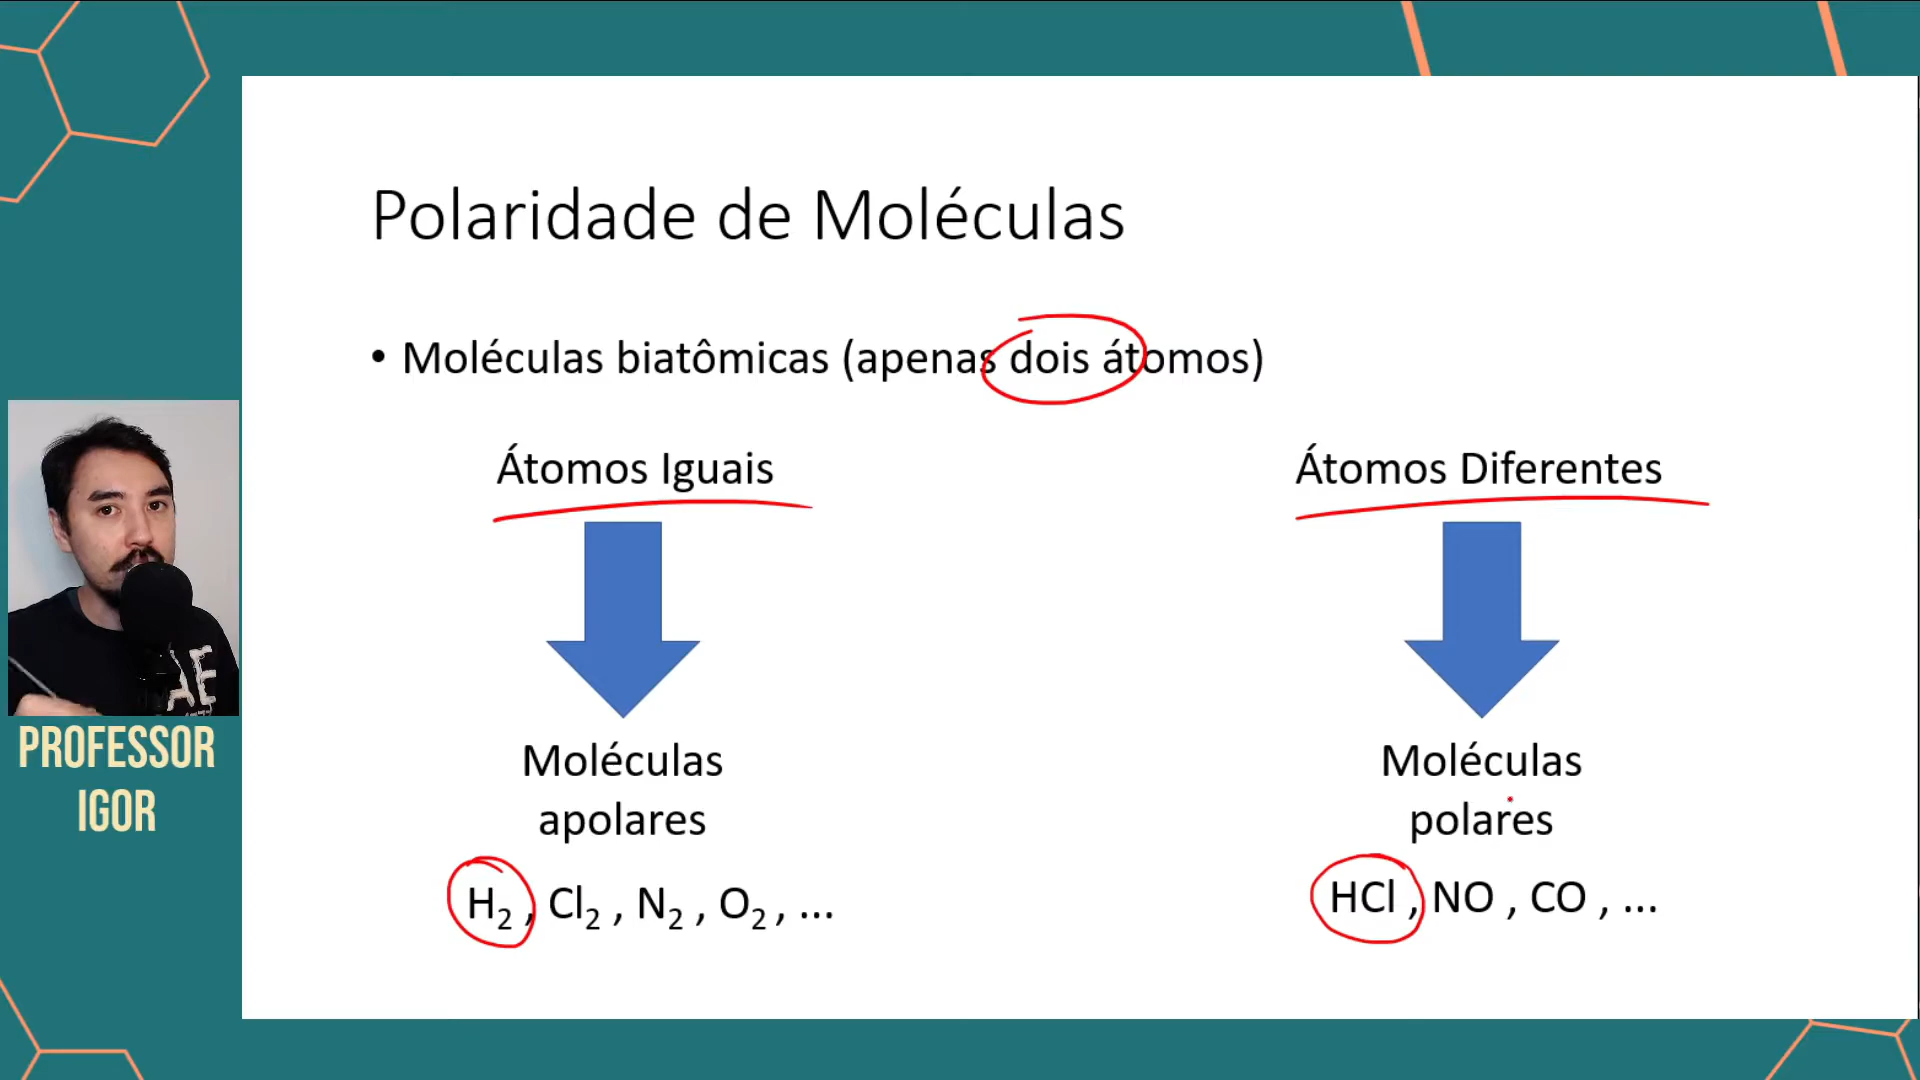 Polaridade de Moléculas
• Moléculas biatômicas (apenas dois átomos)
Átomos Iguais
Átomos Diferentes
Moléculas
apolares
Moléculas
polares
H₂ , Cl₂ , N₂ , O₂ , ...
HCl , NO , CO , ...
AE
PROFESSOR
IGOR